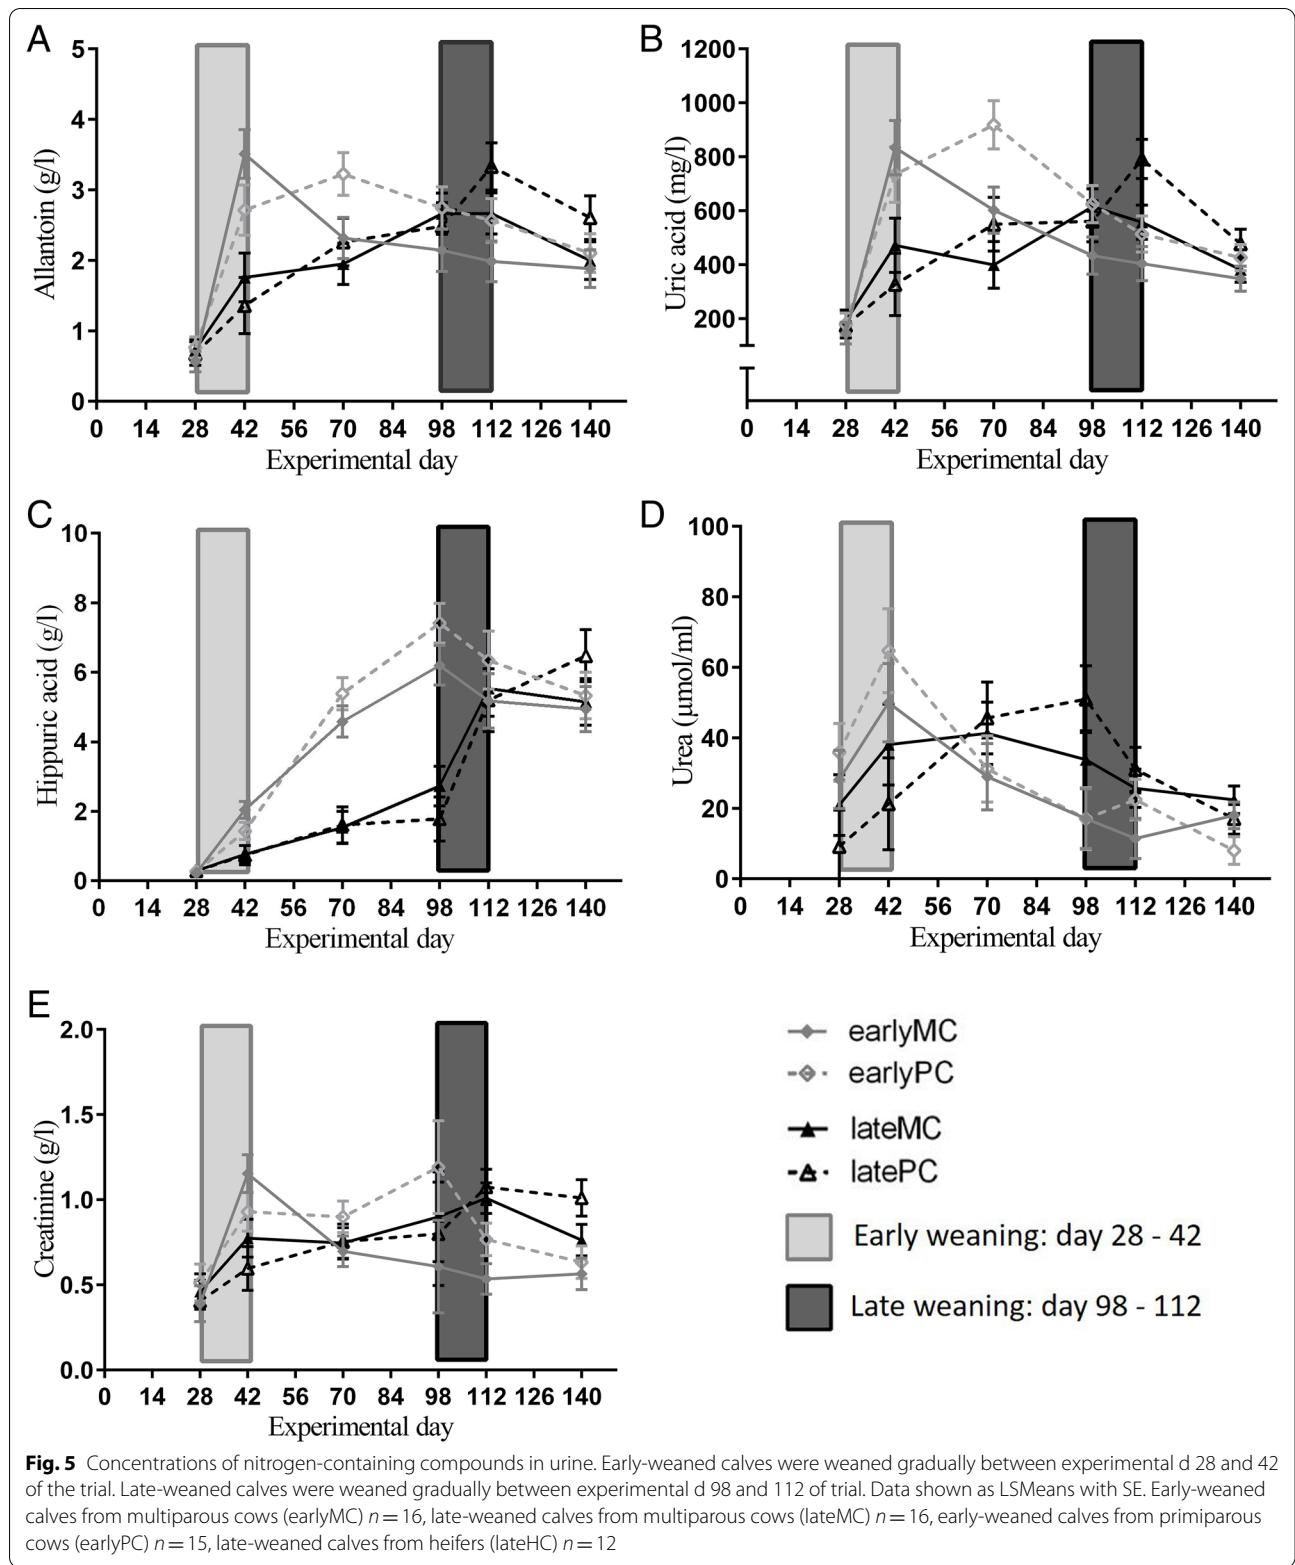 A
5
4
3
2
1
0
Allantoin (g/l)
0 14 28 42 56 70 84 98 112 126 140
Experimental day
B
1200
1000
800
600
400
200
Uric acid (mg/l)
0 14 28 42 56 70 84 98 112 126 140
Experimental day
C
10
8
6
4
2
0
Hippuric acid (g/l)
0 14 28 42 56 70 84 98 112 126 140
Experimental day
D
100
80
60
40
20
0
Urea (µmol/ml)
0 14 28 42 56 70 84 98 112 126 140
Experimental day
E
2.0
1.5
1.0
0.5
0.0
Creatinine (g/l)
0 14 28 42 56 70 84 98 112 126 140
Experimental day
earlyMC
earlyPC
lateMC
latePC
Early weaning: day 28 - 42
Late weaning: day 98 - 112
Fig. 5 Concentrations of nitrogen-containing compounds in urine. Early-weaned calves were weaned gradually between experimental d 28 and 42
of the trial. Late-weaned calves were weaned gradually between experimental d 98 and 112 of trial. Data shown as LSMeans with SE. Early-weaned
calves from multiparous cows (earlyMC) n = 16, late-weaned calves from multiparous cows (lateMC) n = 16, early-weaned calves from primiparous
cows (earlyPC) n = 15, late-weaned calves from heifers (lateHC) n = 12